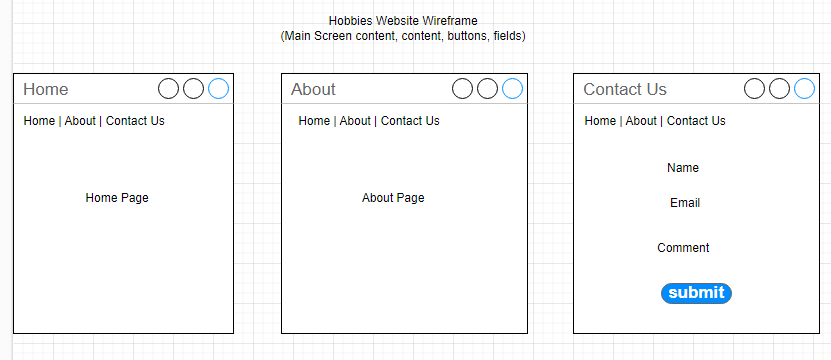 Hobbies Website Wireframe
(Main Screen content, content, buttons, fields)
Home
Home | About | Contact Us
Home Page
About
Home | About | Contact Us
About Page
Contact Us
Home | About | Contact Us
Name
Email
Comment
submit